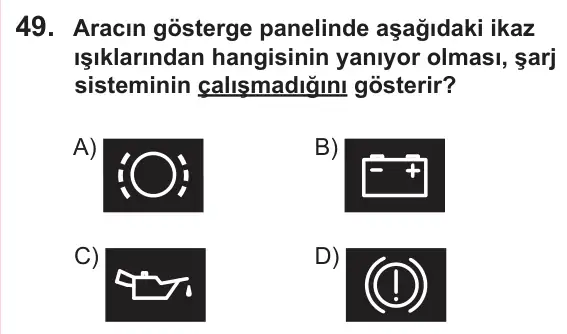 49. Aracın gösterge panelinde aşağıdaki ikaz
ışıklarından hangisinin yanıyor olması, şarj
sisteminin çalışmadığını gösterir?
A) B)
- +
C) D)
!